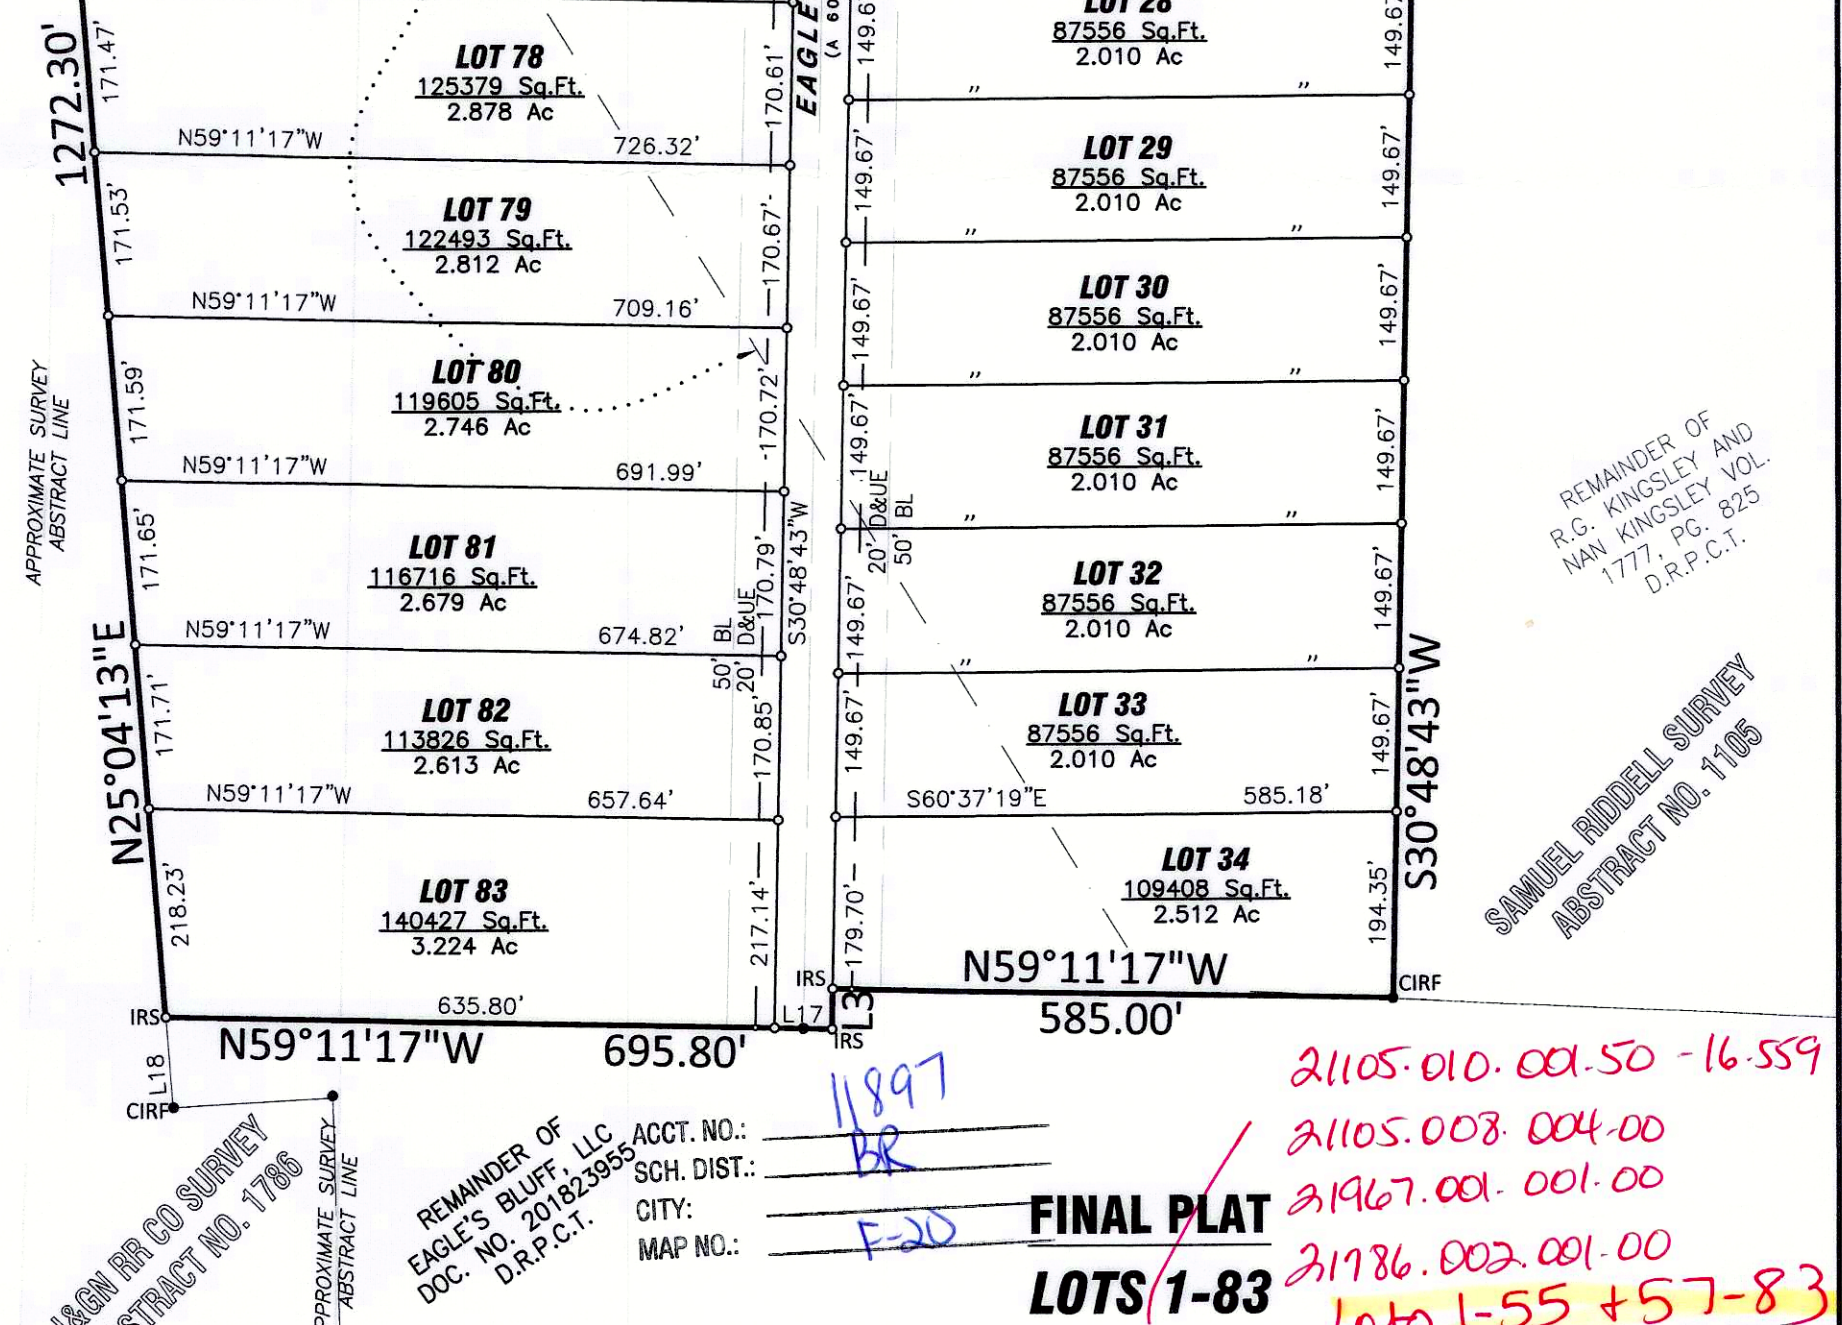 1272.30'
171.47'
LOT 78
125379 Sq.Ft.
2.878 Ac
170.61'
EAGLE
(A 60
149.6
LOT 28
87556 Sq.Ft.
2.010 Ac
149.67
N59°11'17"W
726.32'
"
"
171.53'
LOT 79
122493 Sq.Ft.
2.812 Ac
170.67'
149.67'
LOT 29
87556 Sq.Ft.
2.010 Ac
149.67'
N59°11'17"W
709.16'
"
"
APPROXIMATE SURVEY
ABSTRACT LINE
171.59'
LOT 80
119605 Sq.Ft.
2.746 Ac
170.72'
149.67'
LOT 30
87556 Sq.Ft.
2.010 Ac
149.67'
N59°11'17"W
691.99'
"
"
171.65'
LOT 81
116716 Sq.Ft.
2.679 Ac
170.79'
S30°48'43"W
149.67'
20' D&UE
50' BL
LOT 31
87556 Sq.Ft.
2.010 Ac
149.67'
REMAINDER OF
R.G. KINGSLEY AND
NAN KINGSLEY VOL.
1777, PG. 825
D.R.P.C.T.
N59°11'17"W
674.82'
50' BL
20' D&UE
"
"
N25°04'13"E
171.71'
LOT 82
113826 Sq.Ft.
2.613 Ac
170.85'
149.67'
LOT 32
87556 Sq.Ft.
2.010 Ac
149.67'
"
"
S30°48'43"W
N59°11'17"W
657.64'
149.67'
LOT 33
87556 Sq.Ft.
2.010 Ac
149.67'
SAMUEL RIDDELL SURVEY
ABSTRACT NO. 1105
S60°37'19"E
585.18'
218.23'
LOT 83
140427 Sq.Ft.
3.224 Ac
217.14'
179.70'
LOT 34
109408 Sq.Ft.
2.512 Ac
194.35'
635.80'
IRS
IRS
L17
L3
IRS
N59°11'17"W
585.00'
CIRF
N59°11'17"W 695.80'
L18
CIRF
APPROXIMATE SURVEY
ABSTRACT LINE
I&GN RR CO SURVEY
ABSTRACT NO. 1786
REMAINDER OF
EAGLE'S BLUFF, LLC
DOC. NO. 201823955
D.R.P.C.T.
ACCT. NO.: 11897
SCH. DIST.: BR
CITY:
MAP NO.: F-20
FINAL PLAT
LOTS 1-83
21105.010.001.50 -16.559
21105.008.004-00
21967.001.001.00
21786.002.001.00
Lots 1-55 + 57-83